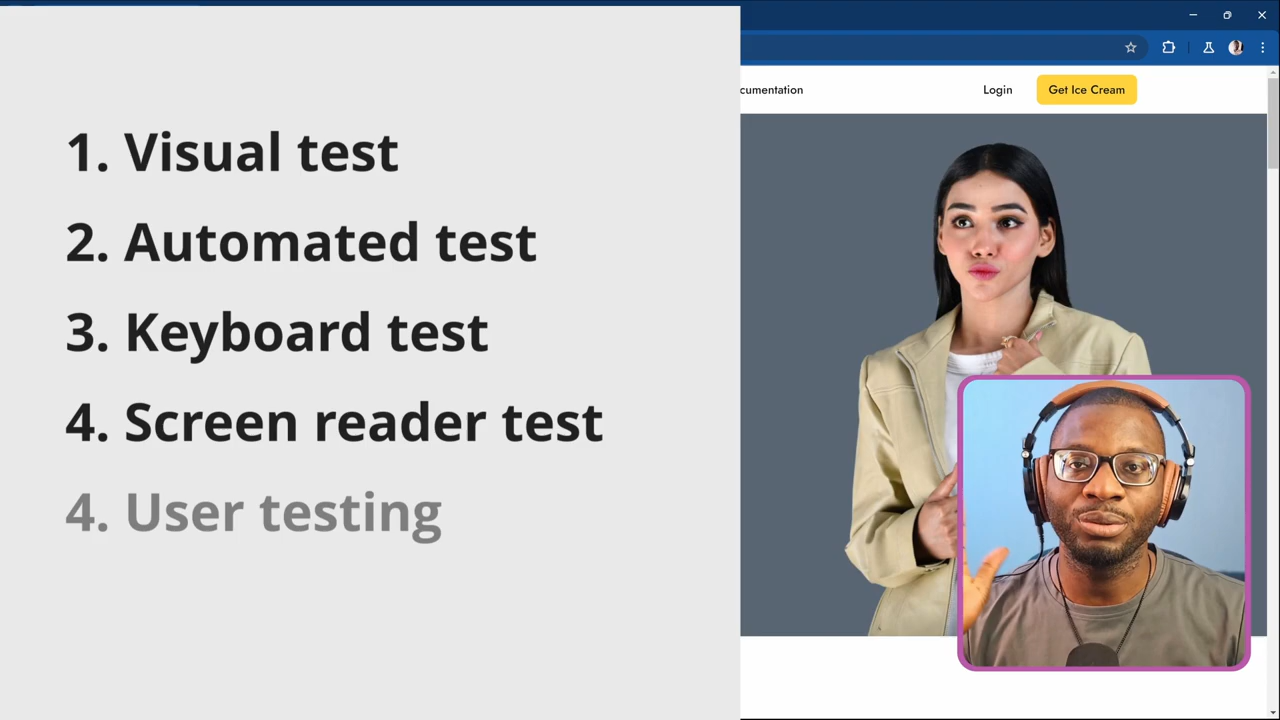 1. Visual test
2. Automated test
3. Keyboard test
4. Screen reader test
4. User testing
cumentation
Login
Get Ice Cream